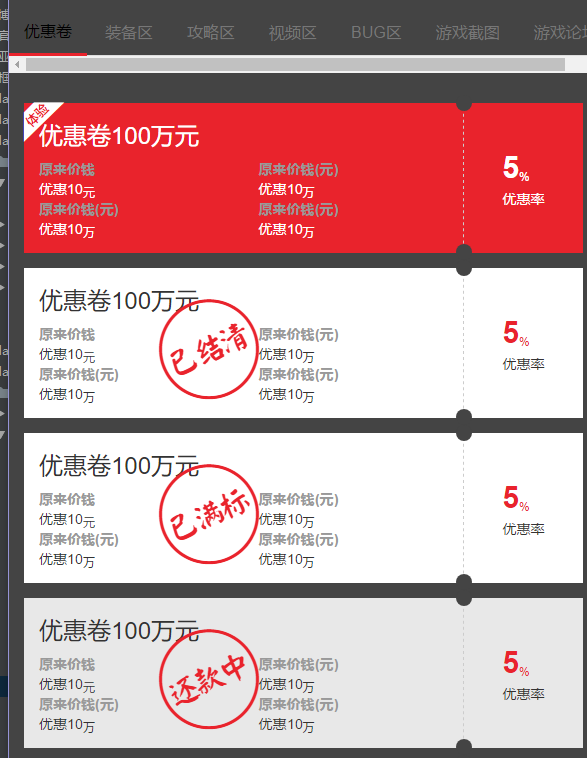 优惠卷 装备区 攻略区 视频区 BUG区 游戏截图 游戏论坛
体验
优惠卷100万元
原来价钱 原来价钱(元)
优惠10元 优惠10万
原来价钱(元) 原来价钱(元)
优惠10万 优惠10万
5%
优惠率
优惠卷100万元
原来价钱 原来价钱(元)
优惠10元 优惠10万
原来价钱(元) 原来价钱(元)
优惠10万 优惠10万
已结清
5%
优惠率
优惠卷100万元
原来价钱 原来价钱(元)
优惠10元 优惠10万
原来价钱(元) 原来价钱(元)
优惠10万 优惠10万
已满标
5%
优惠率
优惠卷100万元
原来价钱 原来价钱(元)
优惠10元 优惠10万
原来价钱(元) 原来价钱(元)
优惠10万 优惠10万
还款中
5%
优惠率